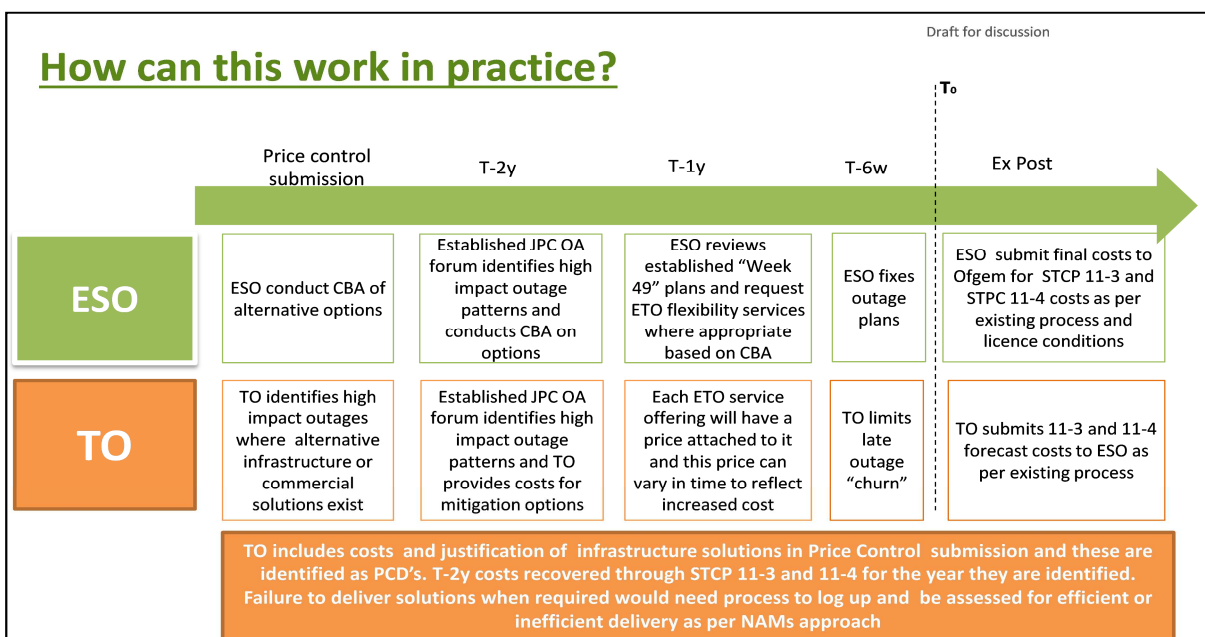 Draft for discussion
How can this work in practice?
T₀
Price control
submission
T-2y
T-1y
T-6w
Ex Post
ESO
ESO conduct CBA of
alternative options
Established JPC OA
forum identifies high
impact outage
patterns and
conducts CBA on
options
ESO reviews
established “Week
49” plans and request
ETO flexibility services
where appropriate
based on CBA
ESO fixes
outage
plans
ESO submit final costs to
Ofgem for STCP 11-3 and
STPC 11-4 costs as per
existing process and
licence conditions
TO
TO identifies high
impact outages
where alternative
infrastructure or
commercial
solutions exist
Established JPC OA
forum identifies high
impact outage
patterns and TO
provides costs for
mitigation options
Each ETO service
offering will have a
price attached to it
and this price can
vary in time to reflect
increased cost
TO limits
late
outage
“churn”
TO submits 11-3 and 11-4
forecast costs to ESO as
per existing process
TO includes costs and justification of infrastructure solutions in Price Control submission and these are
identified as PCD’s. T-2y costs recovered through STCP 11-3 and 11-4 for the year they are identified.
Failure to deliver solutions when required would need process to log up and be assessed for efficient or
inefficient delivery as per NAMs approach